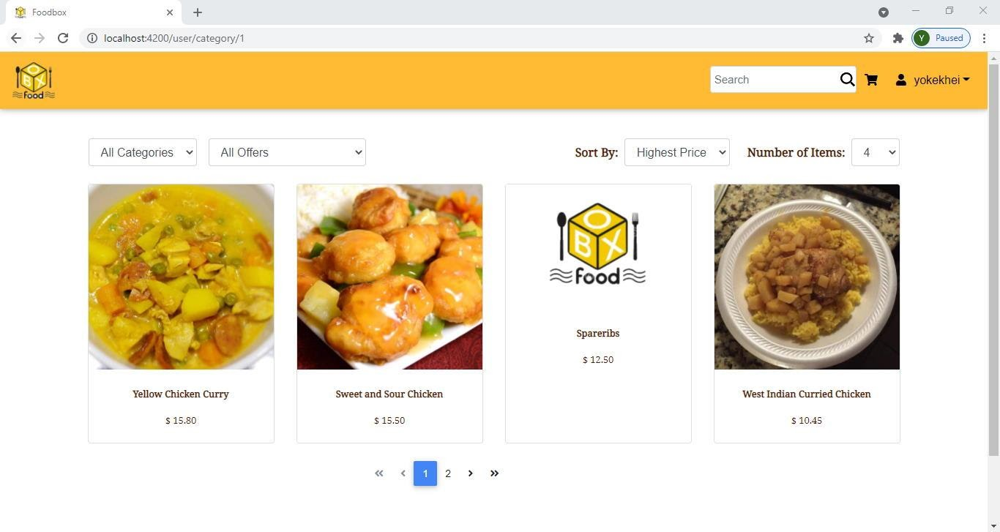 Foodbox
localhost:4200/user/category/1
Y Paused
O
B X
food
Search
yokekhei
All Categories
All Offers
Sort By:
Highest Price
Number of Items:
4
O
B X
food
Spareribs
$ 12.50
Yellow Chicken Curry
Sweet and Sour Chicken
West Indian Curried Chicken
$ 15.80
$ 15.50
$ 10.45
« ‹ 1 2 › »